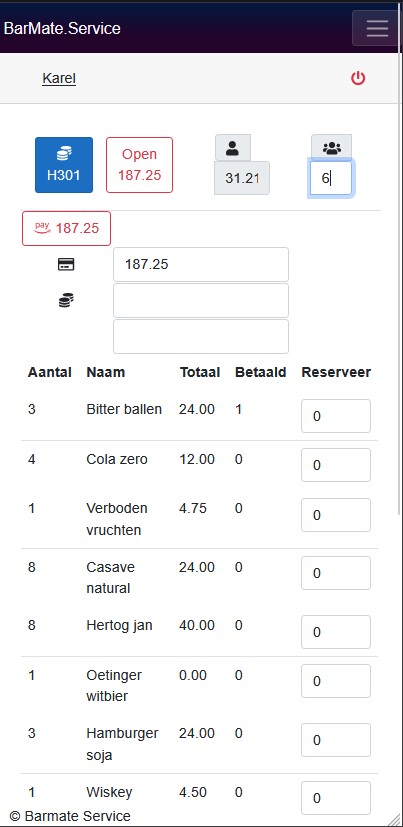 BarMate.Service
Karel
H301
Open
187.25
31.21
6
pay 187.25
187.25
Aantal Naam Totaal Betaald Reserveer
3 Bitter ballen 24.00 1 0
4 Cola zero 12.00 0 0
1 Verboden vruchten 4.75 0 0
8 Casave natural 24.00 0 0
8 Hertog jan 40.00 0 0
1 Oetinger witbier 0.00 0 0
3 Hamburger soja 24.00 0 0
1 Wiskey 4.50 0 0
© Barmate Service